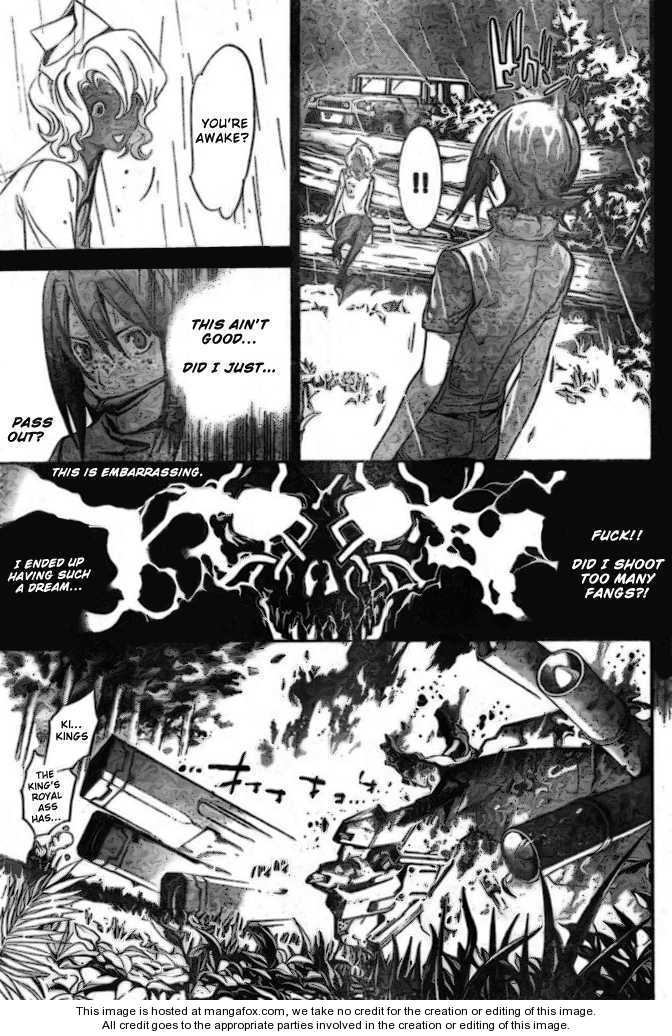 !!
YOU'RE
AWAKE?
THIS AIN'T
GOOD...
DID I JUST...
PASS
OUT?
FUCK!!
DID I SHOOT
TOO MANY
FANGS?!
THIS IS EMBARRASSING.
I ENDED UP
HAVING SUCH
A DREAM...
KI...
KINGS
THE
KING'S
ROYAL
ASS
HAS...
This image is hosted at mangafox.com, we take no credit for the creation or editing of this image.
All credit goes to the appropriate parties involved in the creation or editing of this image.